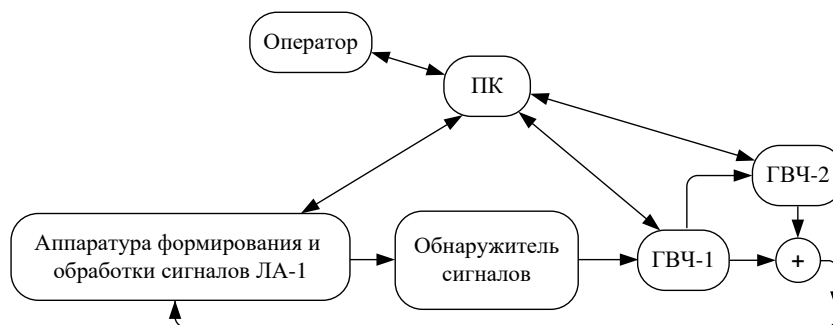 Оператор
ПК
ГВЧ-2
Аппаратура формирования и
обработки сигналов ЛА-1
Обнаружитель
сигналов
ГВЧ-1
+